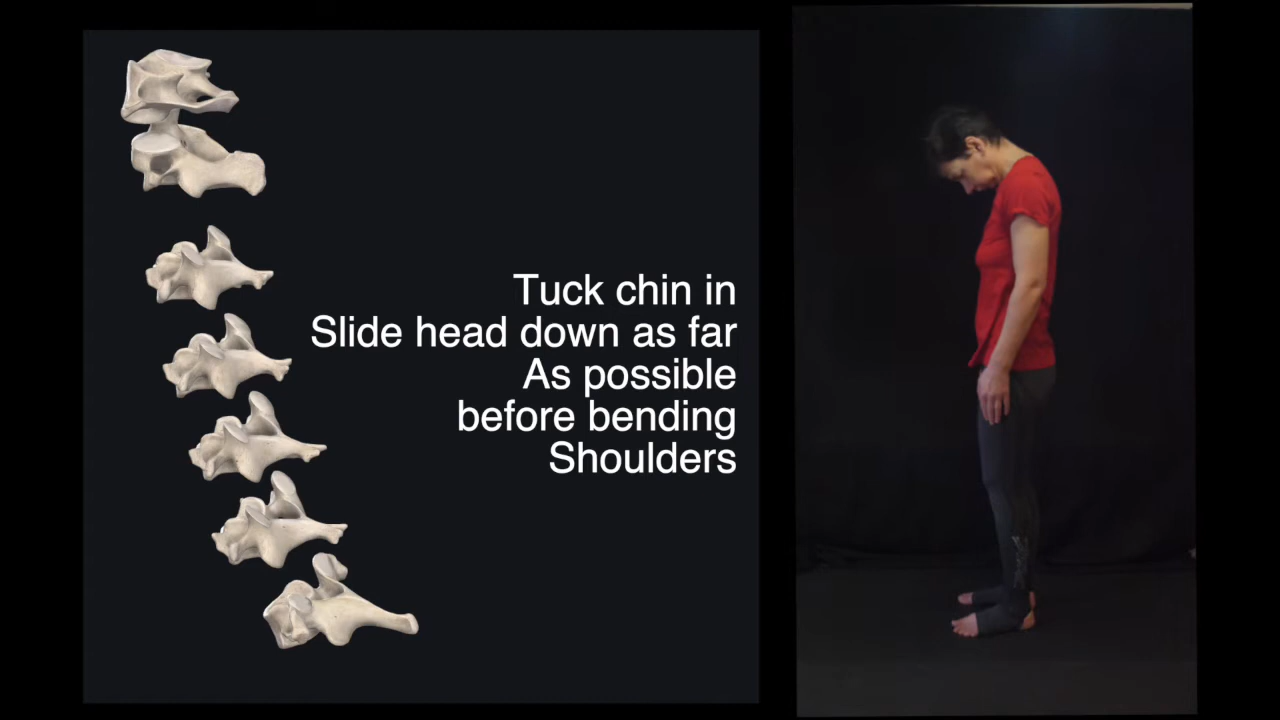 Tuck chin in
Slide head down as far
As possible
before bending
Shoulders